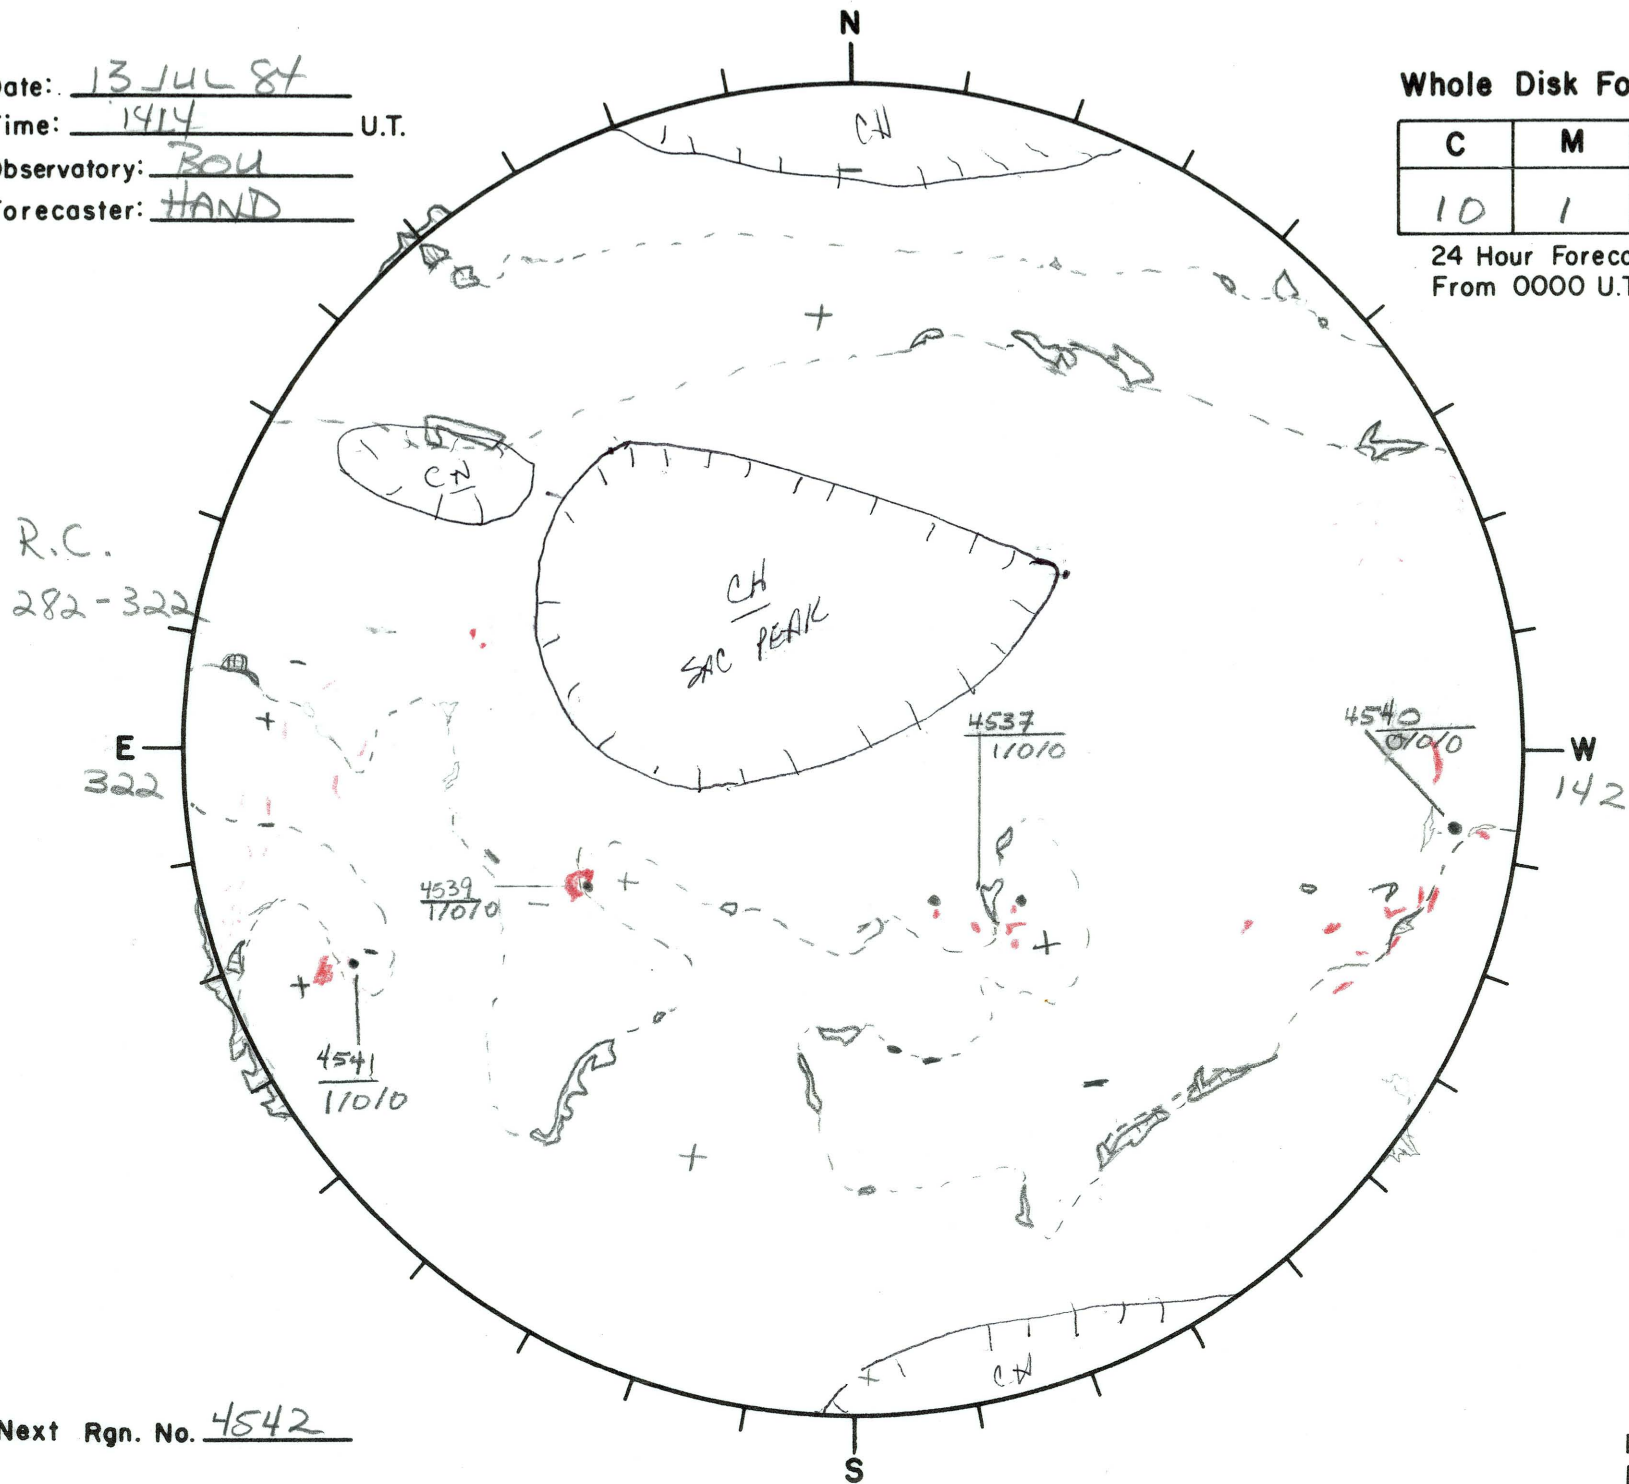 N
Date: 13 JUL 84
Time: 1414 U.T.
Observatory: BOU
Forecaster: HAND
Whole Disk Fo
C M
10 1
24 Hour Foreca
From 0000 U.T
CH
+
CN
R.C.
282-322
CH
SAC PEAK
-
+
4537
1/0/0
4540
0/0/0
E
W
322
142
-
4539
1/0/0
+
-
+
-
+
4541
1/0/0
-
+
CH
+
Next Rgn. No. 4542
S